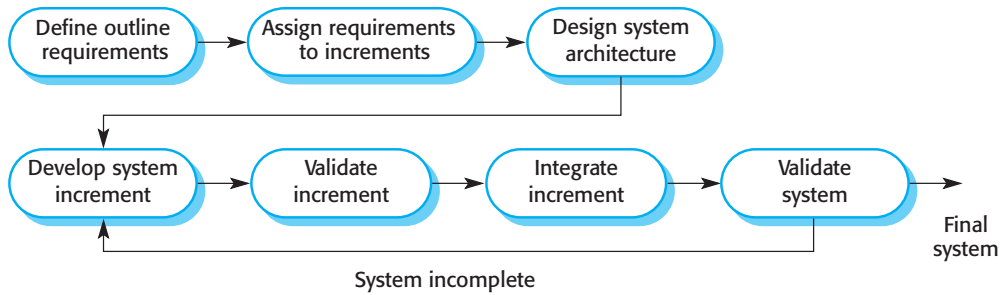 Define outline
requirements
Assign requirements
to increments
Design system
architecture
Develop system
increment
Validate
increment
Integrate
increment
Validate
system
Final
system
System incomplete